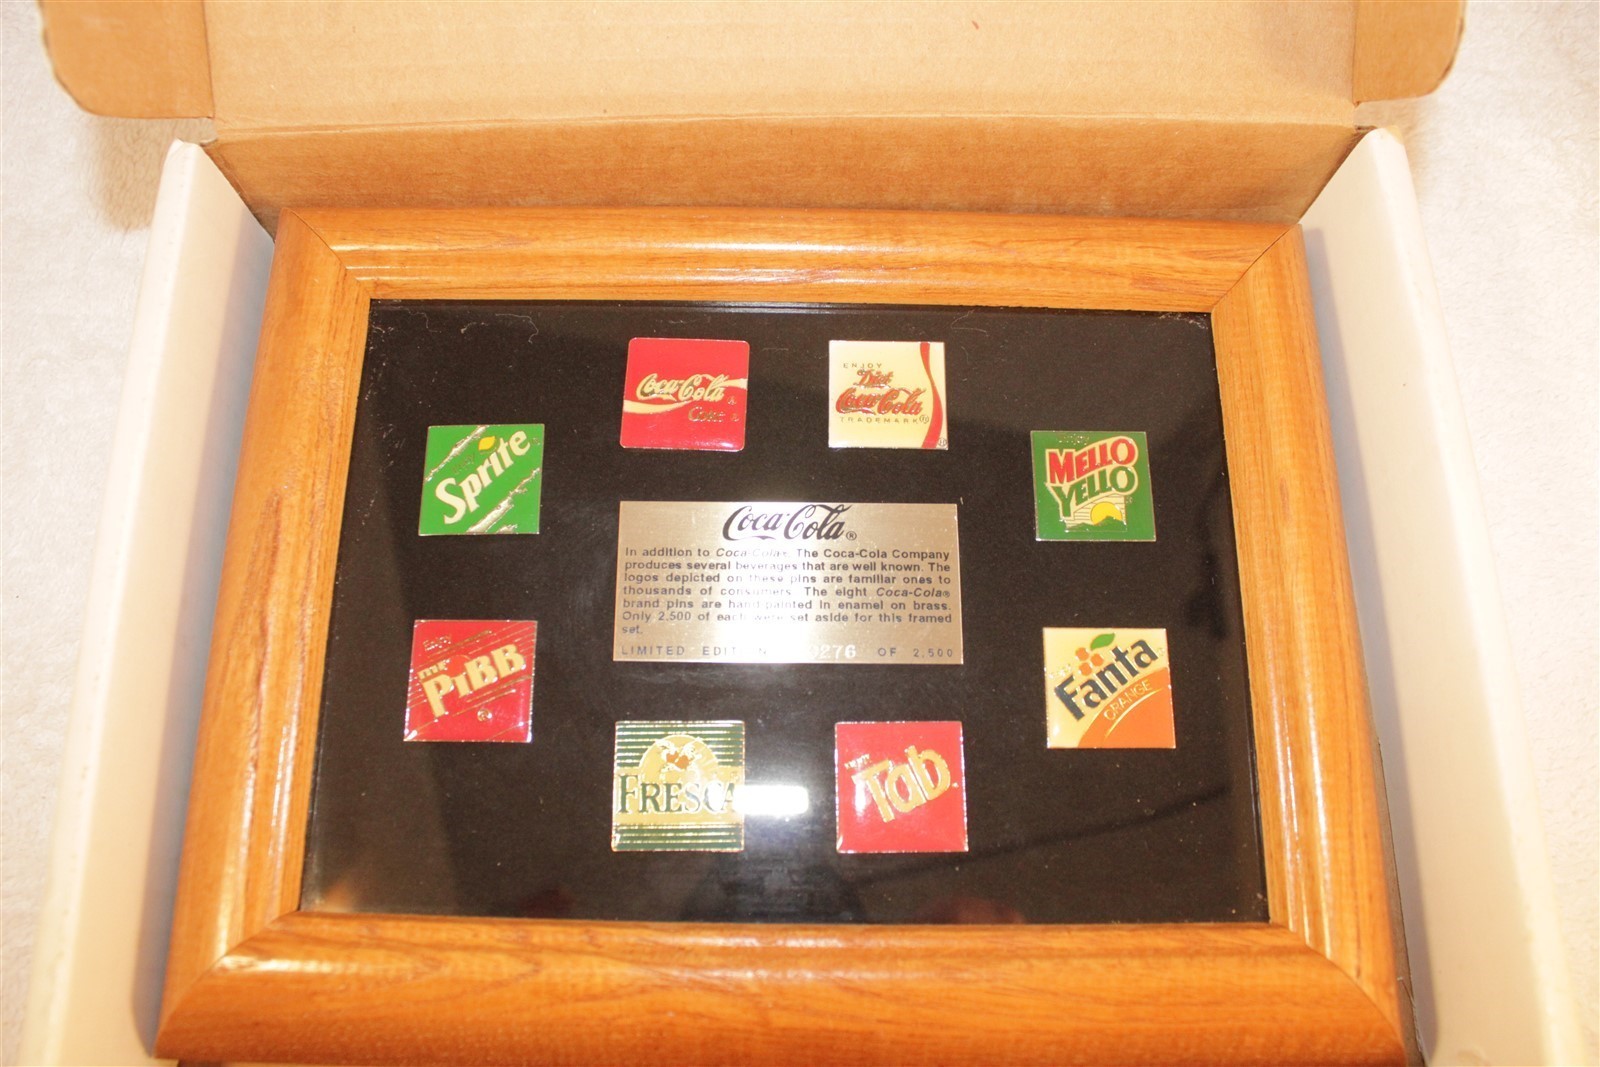 Coca-Cola ®
Coke ®
ENJOY
Diet
Coca-Cola
TRADEMARK ®
Sprite
Enjoy
MELLO
YELLO
Coca-Cola®
In addition to Coca-Cola®, The Coca-Cola Company
produces several beverages that are well known. The
logos depicted on these pins are familiar ones to
thousands of consumers. The eight Coca-Cola®
brand pins are hand painted in enamel on brass.
Only 2,500 of each were set aside for this framed
set.
LIMITED EDITION 0276 OF 2,500
Enjoy
mr
PiBB
®
Fanta
ORANGE
FRESCA
Tab